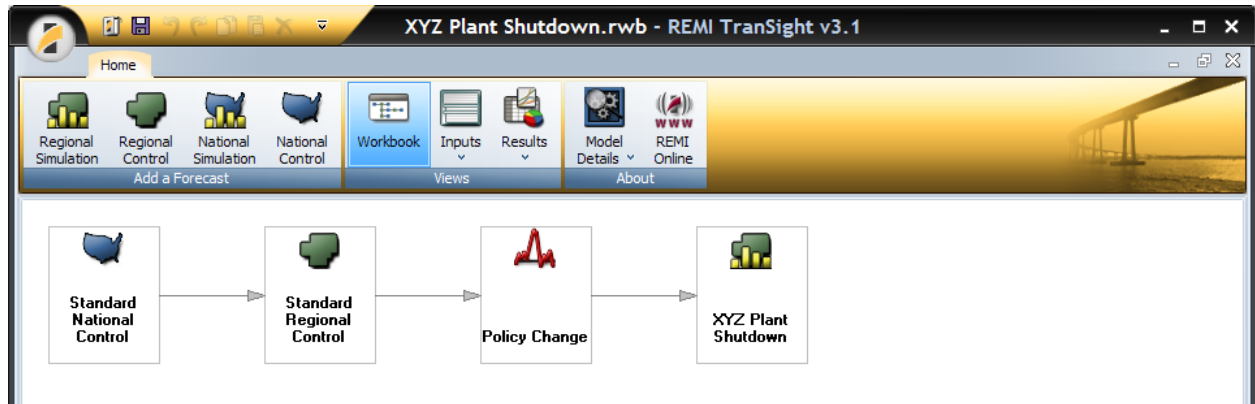 XYZ Plant Shutdown.rwb - REMI TranSight v3.1
Home
Regional Simulation
Regional Control
National Simulation
National Control
Workbook
Inputs
Results
Model Details
WWW
REMI Online
Add a Forecast
Views
About
Standard
National
Control
Standard
Regional
Control
Policy Change
XYZ Plant
Shutdown